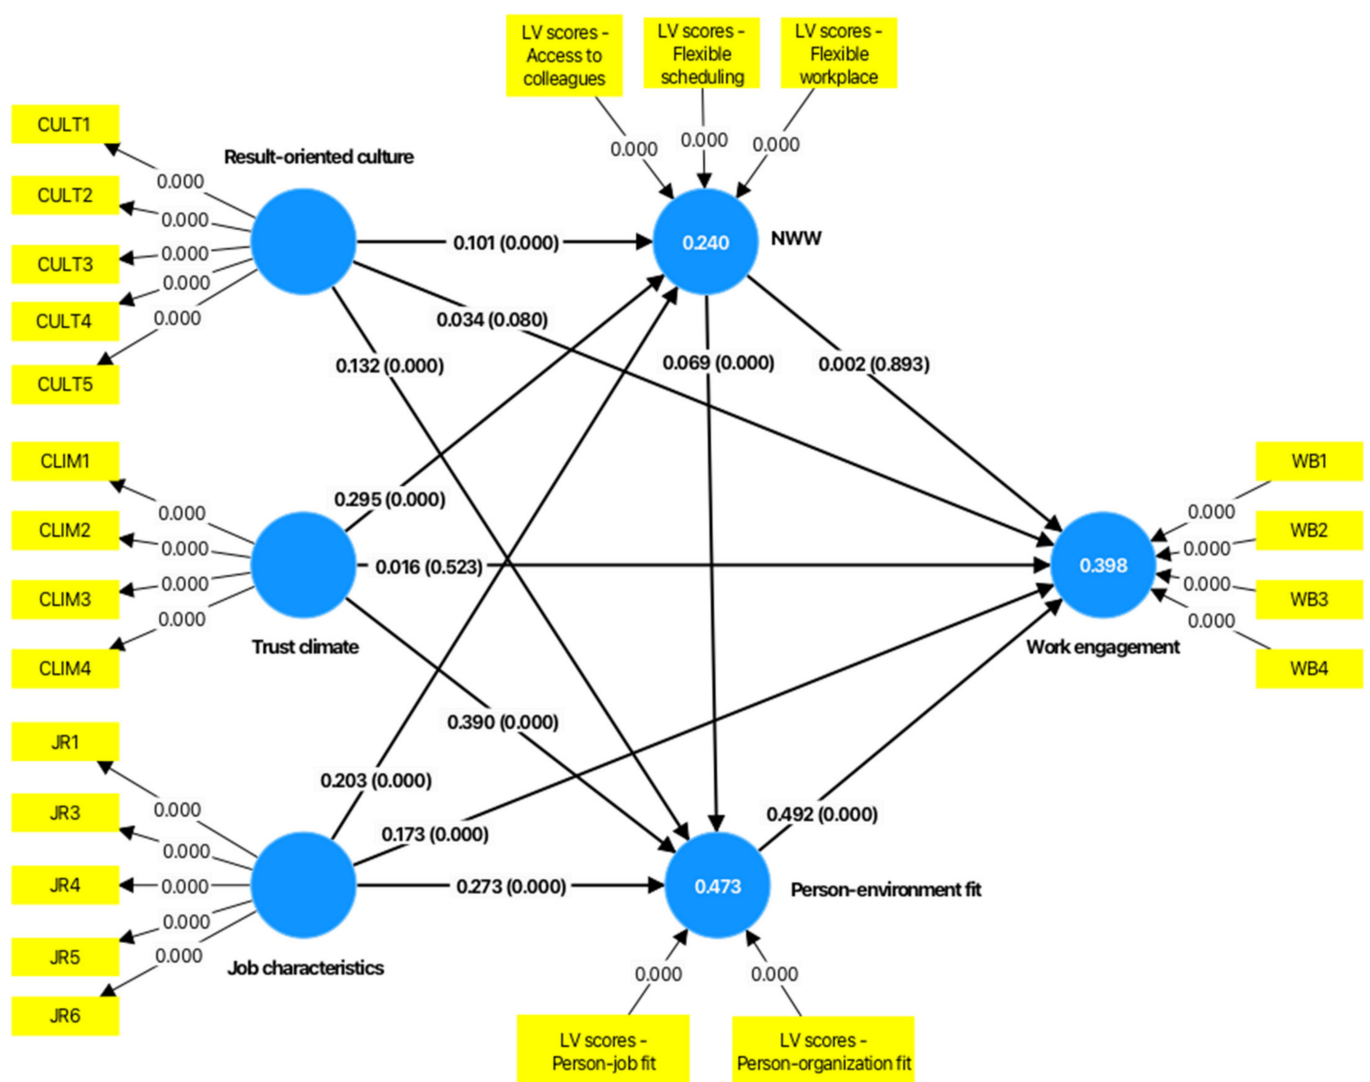 LV scores -
Access to
colleagues
LV scores -
Flexible
scheduling
LV scores -
Flexible
workplace
0.000
0.000
0.000
CULT1
CULT2
CULT3
CULT4
CULT5
0.000
0.000
0.000
0.000
0.000
Result-oriented culture
0.101 (0.000)
0.240
NWW
0.034 (0.080)
0.132 (0.000)
0.069 (0.000)
0.002 (0.893)
CLIM1
CLIM2
CLIM3
CLIM4
0.000
0.000
0.000
0.000
Trust climate
0.295 (0.000)
0.016 (0.523)
0.390 (0.000)
0.398
Work engagement
WB1
WB2
WB3
WB4
0.000
0.000
0.000
0.000
JR1
JR3
JR4
JR5
JR6
0.000
0.000
0.000
0.000
0.000
Job characteristics
0.203 (0.000)
0.173 (0.000)
0.273 (0.000)
0.492 (0.000)
0.473
Person-environment fit
0.000
0.000
LV scores -
Person-job fit
LV scores -
Person-organization fit